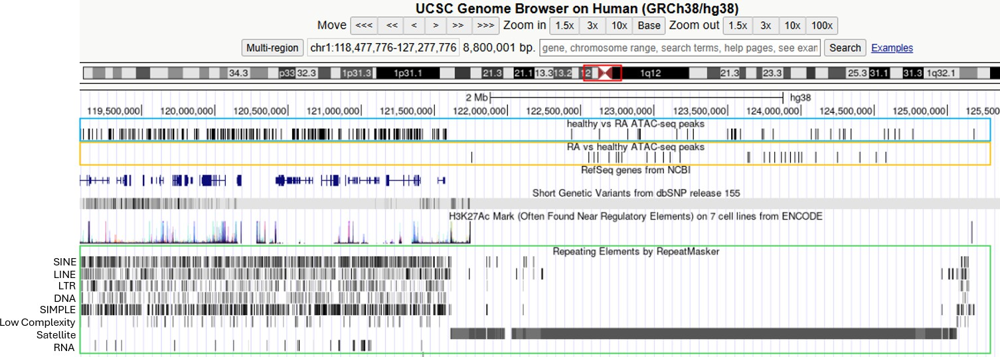 UCSC Genome Browser on Human (GRCh38/hg38)
Move <<< << < > >> >>> Zoom in 1.5x 3x 10x Base Zoom out 1.5x 3x 10x 100x
Multi-region chr1:118,477,776-127,277,776 8,800,001 bp. gene, chromosome range, search terms, help pages, see exan Search Examples
34.3 p33 32.3 1p31.3 1p31.1 21.3 21.1 13.3 13.2 12 1q12 21.3 23.3 25.3 31.1 31.3 1q32.1
2 Mb hg38
119,500,000 120,000,000 120,500,000 121,000,000 121,500,000 122,000,000 122,500,000 123,000,000 123,500,000 124,000,000 124,500,000 125,000,000 125,500
healthy vs RA ATAC-seq peaks
RA vs healthy ATAC-seq peaks
RefSeq genes from NCBI
Short Genetic Variants from dbSNP release 155
H3K27Ac Mark (Often Found Near Regulatory Elements) on 7 cell lines from ENCODE
Repeating Elements by RepeatMasker
SINE
LINE
LTR
DNA
SIMPLE
Low Complexity
Satellite
RNA